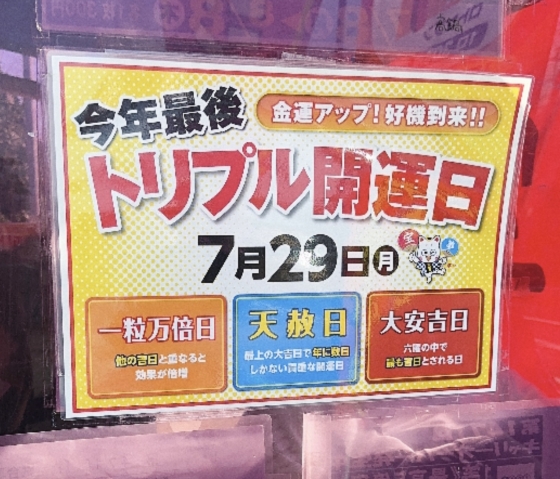 今年最後
金運アップ!好機到来!!
トリプル開運日
7月29日月
一粒万倍日
他の吉日と重なると
効果が倍増
天赦日
最上の大吉日で年に数日
しかない貴重な開運日
大安吉日
六曜の中で
最も吉日とされる日